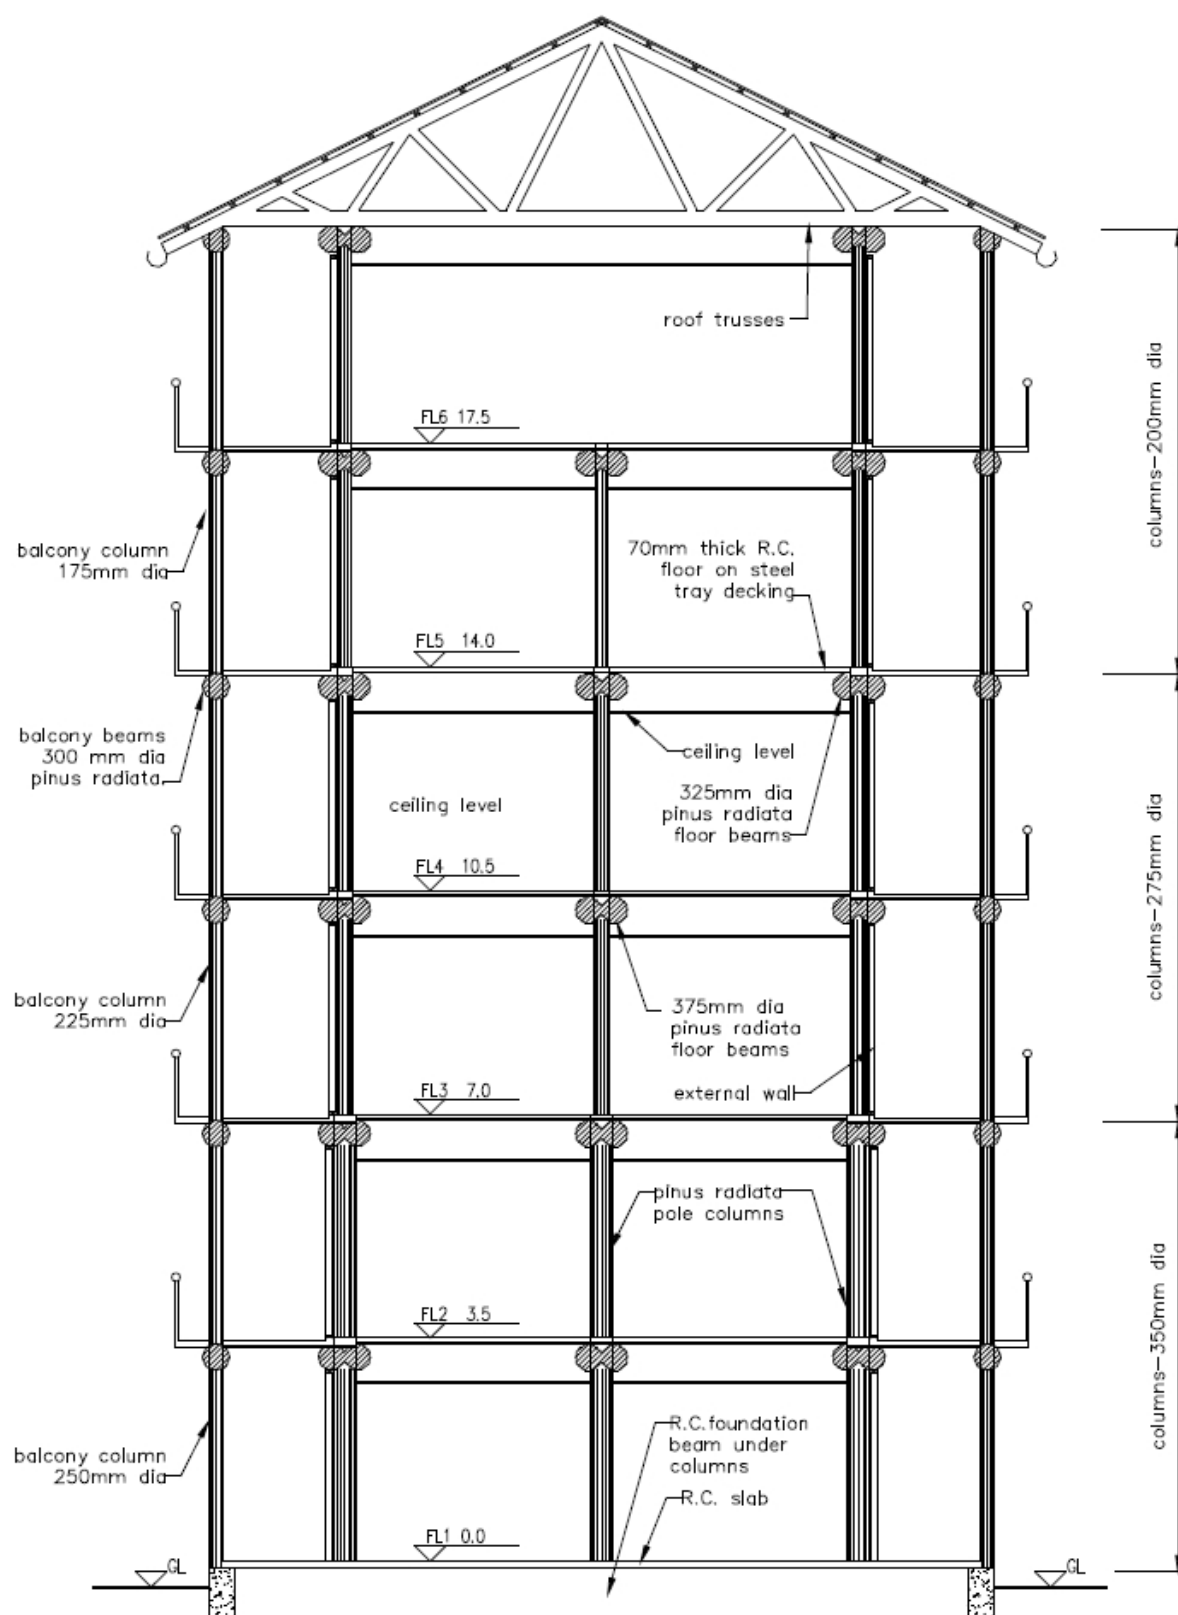 roof trusses
columns-200mm dia
FL6 17.5
balcony column
175mm dia
70mm thick R.C.
floor on steel
tray decking
FL5 14.0
balcony beams
300 mm dia
pinus radiata.
ceiling level
ceiling level
325mm dia
pinus radiata
floor beams
columns-275mm dia
FL4 10.5
balcony column
225mm dia
375mm dia
pinus radiata
floor beams
external wall
FL3 7.0
pinus radiata
pole columns
columns-350mm dia
FL2 3.5
balcony column
250mm dia
R.C.foundation
beam under
columns
R.C. slab
FL1 0.0
GL
GL